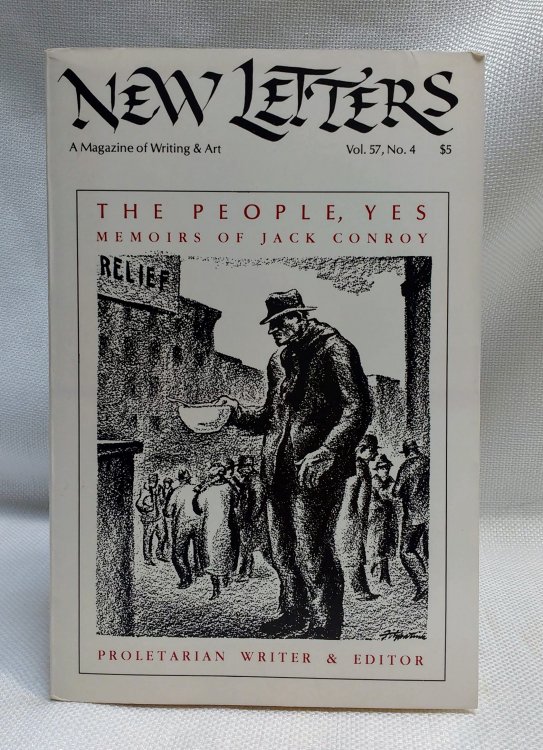 NEW LETTERS
A Magazine of Writing & Art Vol. 57, No. 4 $5
THE PEOPLE, YES
MEMOIRS OF JACK CONROY
RELIEF
PROLETARIAN WRITER & EDITOR